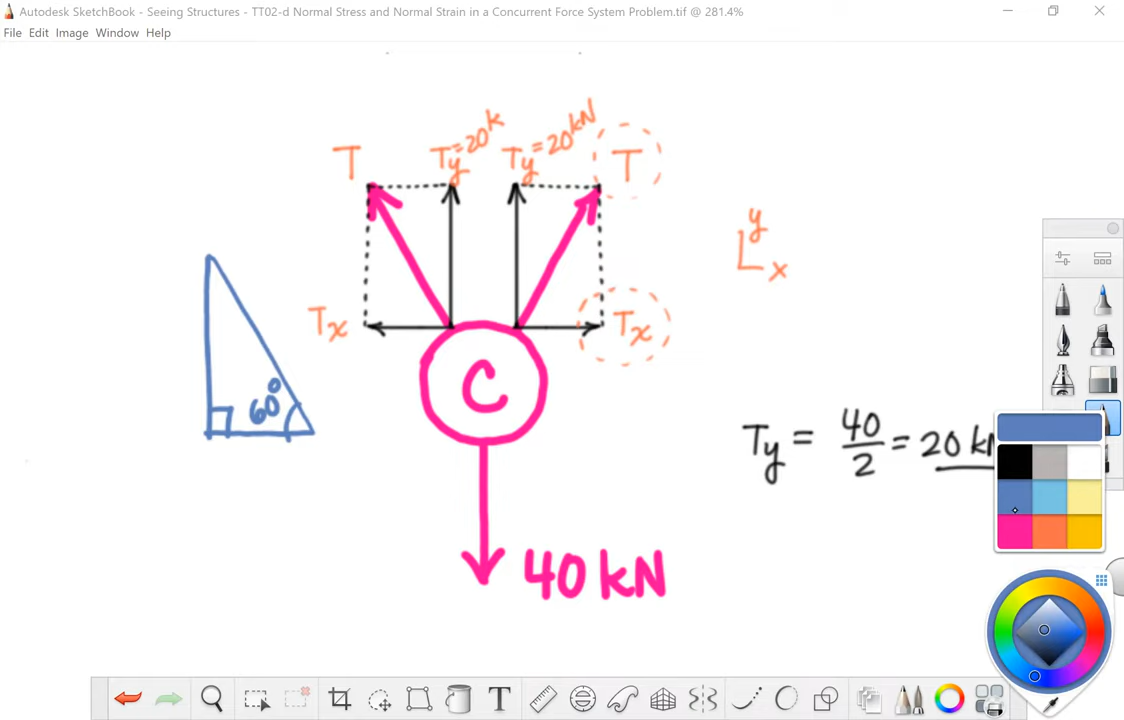 Autodesk SketchBook - Seeing Structures - TT02-d Normal Stress and Normal Strain in a Concurrent Force System Problem.tif @ 281.4%
File Edit Image Window Help
T Ty=20k Ty=20kN T
y
x
Tx Tx
60°
C
Ty = 40/2 = 20 kN
40 kN
T